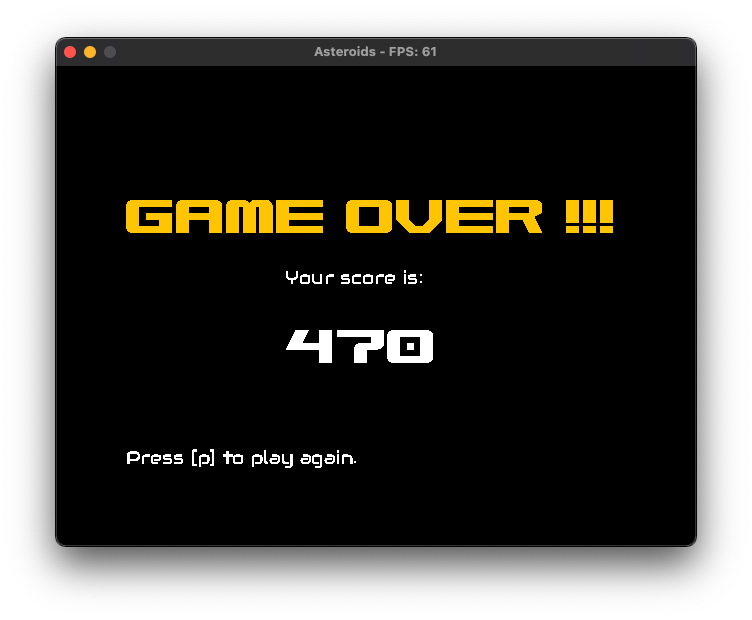 Asteroids - FPS: 61
GAME OVER !!!
Your score is:
470
Press [p] to play again.